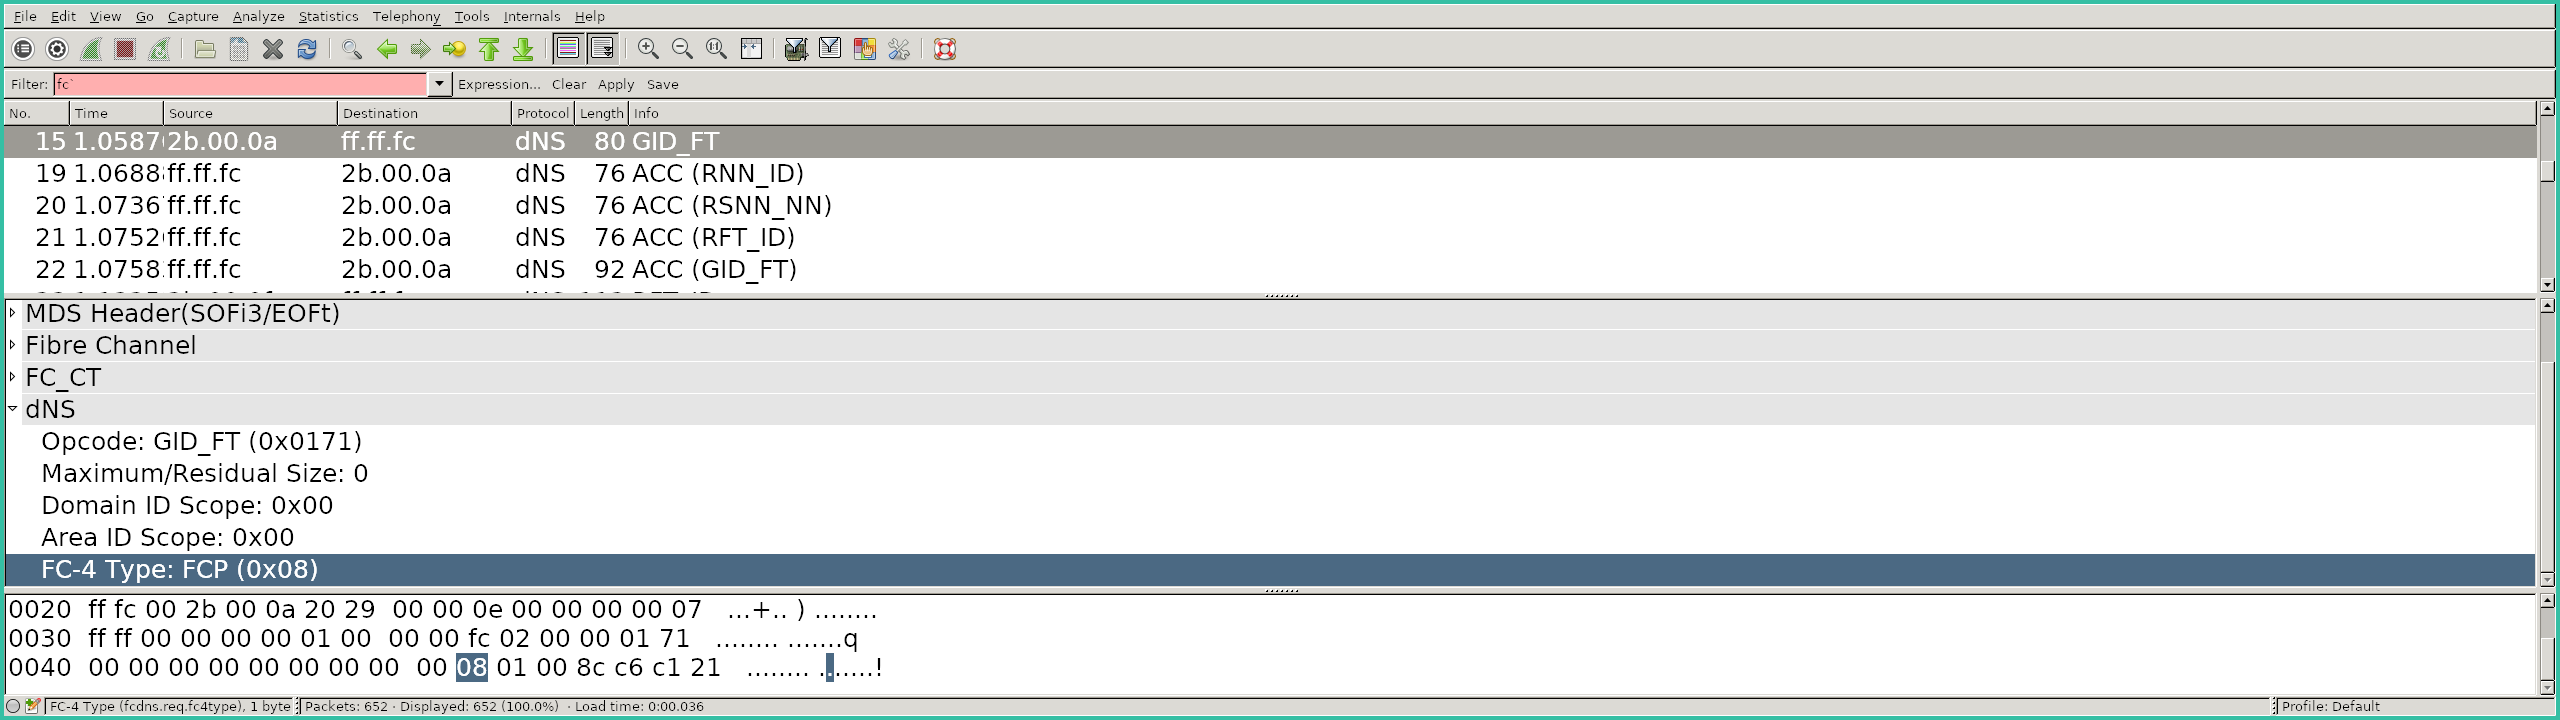 File Edit View Go Capture Analyze Statistics Telephony Tools Internals Help
Filter: fc` Expression... Clear Apply Save
No. Time Source Destination Protocol Length Info
15 1.0587 2b.00.0a ff.ff.fc dNS 80 GID_FT
19 1.0688 ff.ff.fc 2b.00.0a dNS 76 ACC (RNN_ID)
20 1.0736 ff.ff.fc 2b.00.0a dNS 76 ACC (RSNN_NN)
21 1.0752 ff.ff.fc 2b.00.0a dNS 76 ACC (RFT_ID)
22 1.0758 ff.ff.fc 2b.00.0a dNS 92 ACC (GID_FT)
MDS Header(SOFi3/EOFt)
Fibre Channel
FC_CT
dNS
Opcode: GID_FT (0x0171)
Maximum/Residual Size: 0
Domain ID Scope: 0x00
Area ID Scope: 0x00
FC-4 Type: FCP (0x08)
0020 ff fc 00 2b 00 0a 20 29 00 00 0e 00 00 00 00 07 ...+.. ) ........
0030 ff ff 00 00 00 00 01 00 00 00 fc 02 00 00 01 71 ........ .......q
0040 00 00 00 00 00 00 00 00 00 08 01 00 8c c6 c1 21 ........ .......!
FC-4 Type (fcdns.req.fc4type), 1 byte Packets: 652 · Displayed: 652 (100.0%) · Load time: 0:00.036 Profile: Default